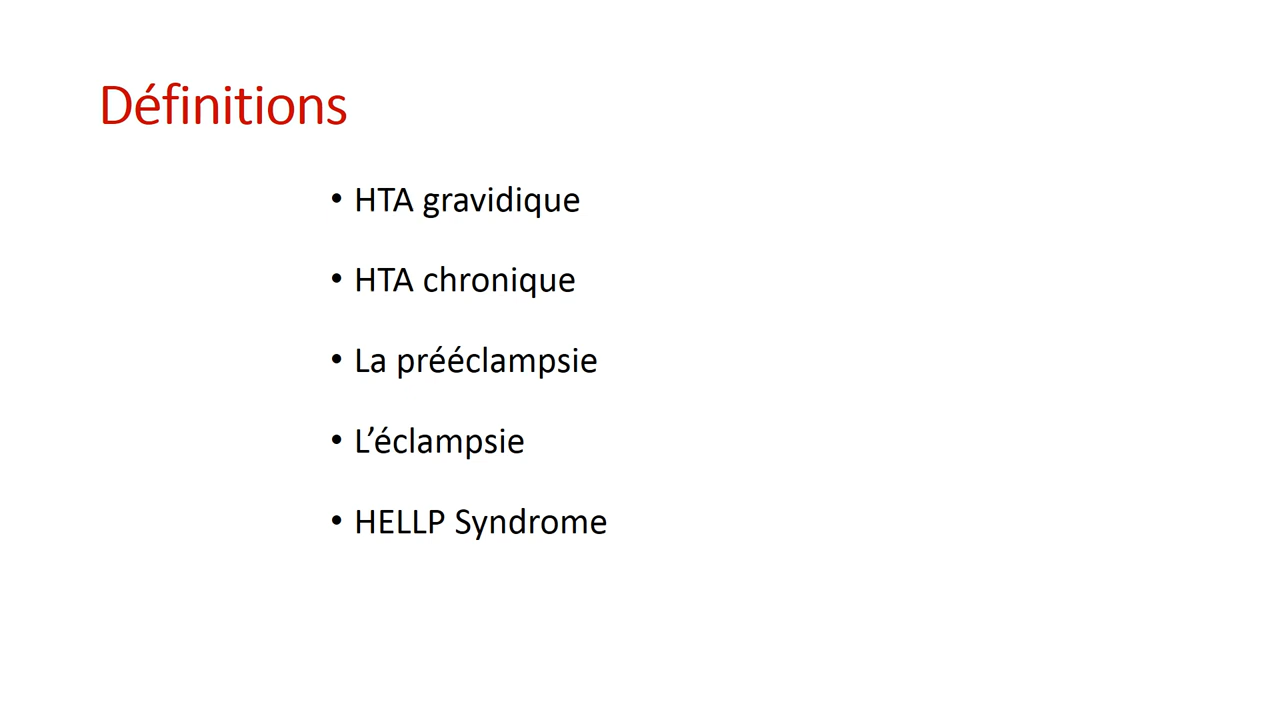 Définitions
• HTA gravidique
• HTA chronique
• La prééclampsie
• L’éclampsie
• HELLP Syndrome